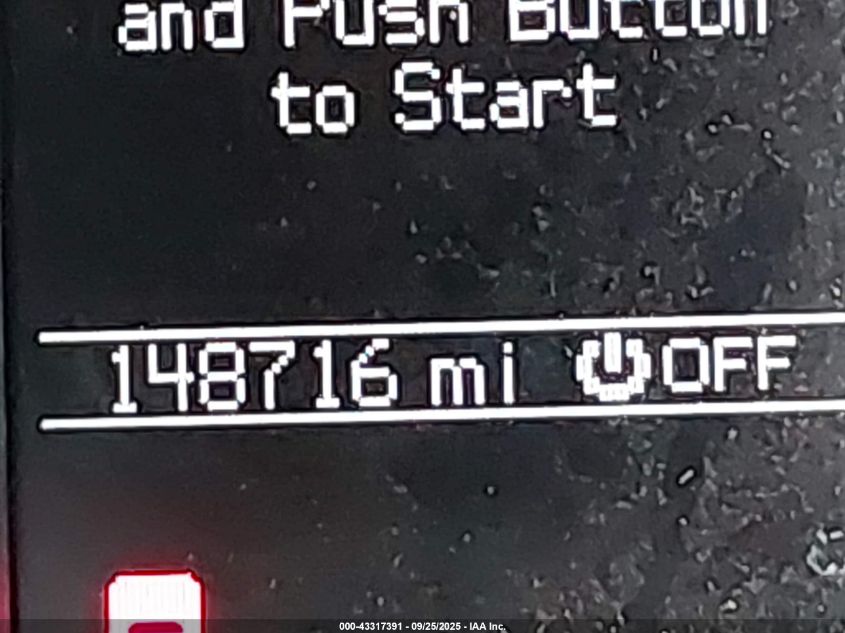 and Push Button
to Start
148716 mi OFF
000-43317391 - 09/25/2025 - IAA Inc.